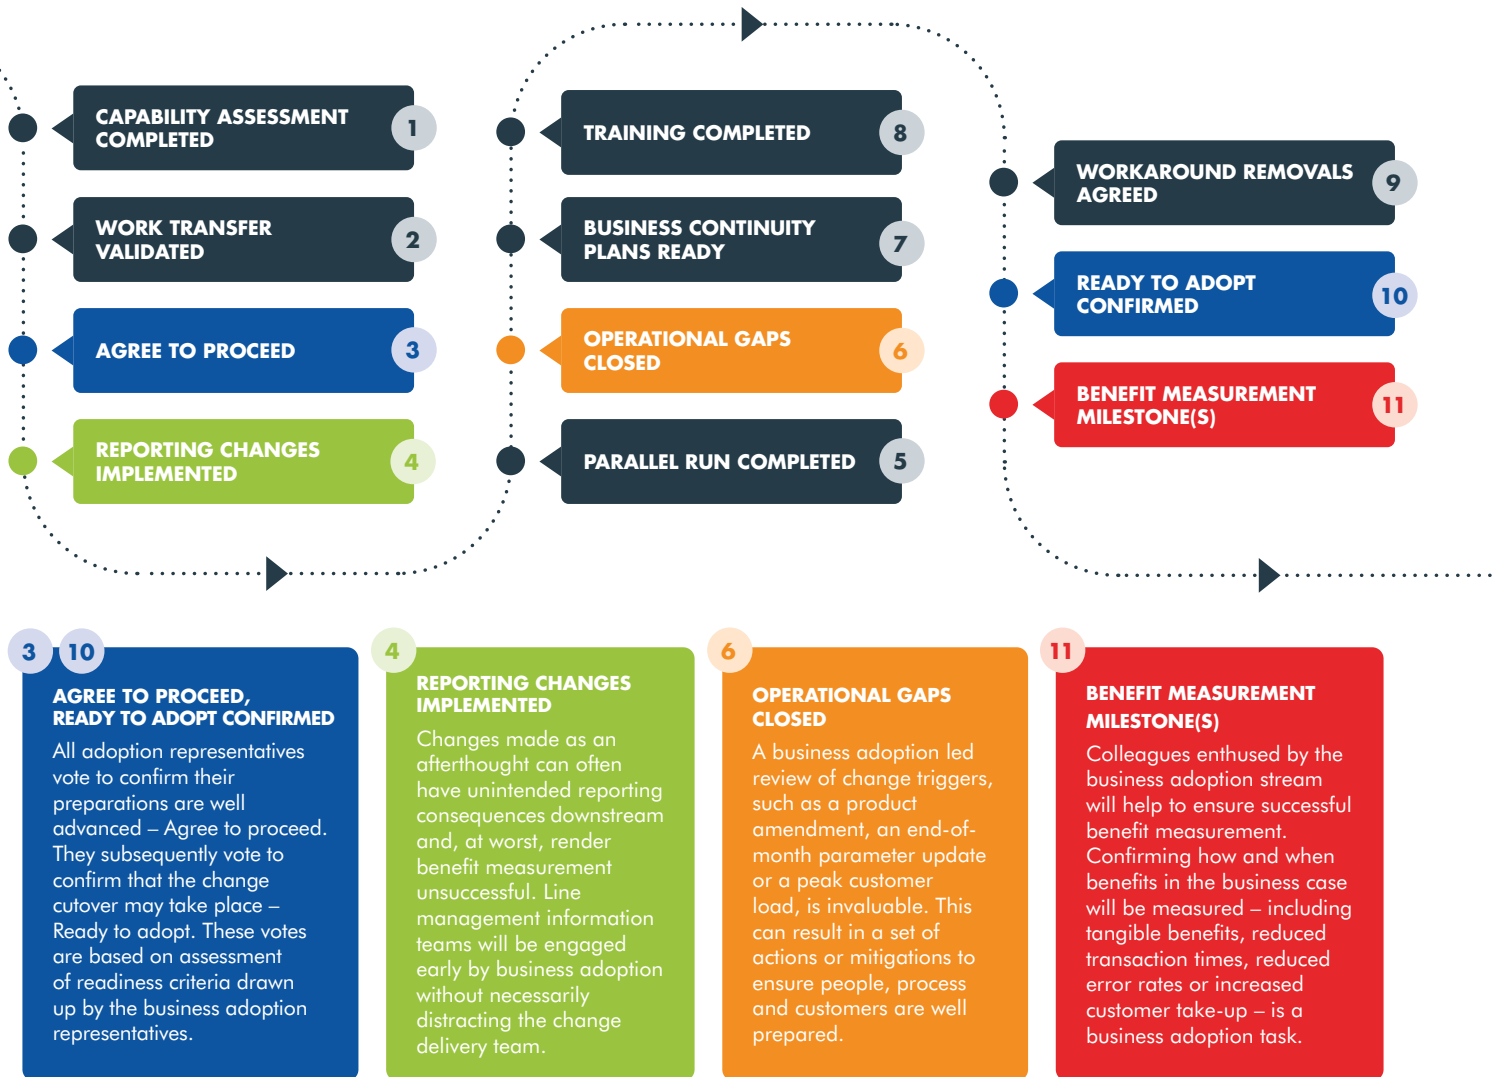 CAPABILITY ASSESSMENT
COMPLETED
1
WORK TRANSFER
VALIDATED
2
AGREE TO PROCEED
3
REPORTING CHANGES
IMPLEMENTED
4
TRAINING COMPLETED
8
BUSINESS CONTINUITY
PLANS READY
7
OPERATIONAL GAPS
CLOSED
6
PARALLEL RUN COMPLETED
5
WORKAROUND REMOVALS
AGREED
9
READY TO ADOPT
CONFIRMED
10
BENEFIT MEASUREMENT
MILESTONE(S)
11
3 10
AGREE TO PROCEED,
READY TO ADOPT CONFIRMED
All adoption representatives
vote to confirm their
preparations are well
advanced – Agree to proceed.
They subsequently vote to
confirm that the change
cutover may take place –
Ready to adopt. These votes
are based on assessment
of readiness criteria drawn
up by the business adoption
representatives.
4
REPORTING CHANGES
IMPLEMENTED
Changes made as an
afterthought can often
have unintended reporting
consequences downstream
and, at worst, render
benefit measurement
unsuccessful. Line
management information
teams will be engaged
early by business adoption
without necessarily
distracting the change
delivery team.
6
OPERATIONAL GAPS
CLOSED
A business adoption led
review of change triggers,
such as a product
amendment, an end-of-
month parameter update
or a peak customer
load, is invaluable. This
can result in a set of
actions or mitigations to
ensure people, process
and customers are well
prepared.
11
BENEFIT MEASUREMENT
MILESTONE(S)
Colleagues enthused by the
business adoption stream
will help to ensure successful
benefit measurement.
Confirming how and when
benefits in the business case
will be measured – including
tangible benefits, reduced
transaction times, reduced
error rates or increased
customer take-up – is a
business adoption task.